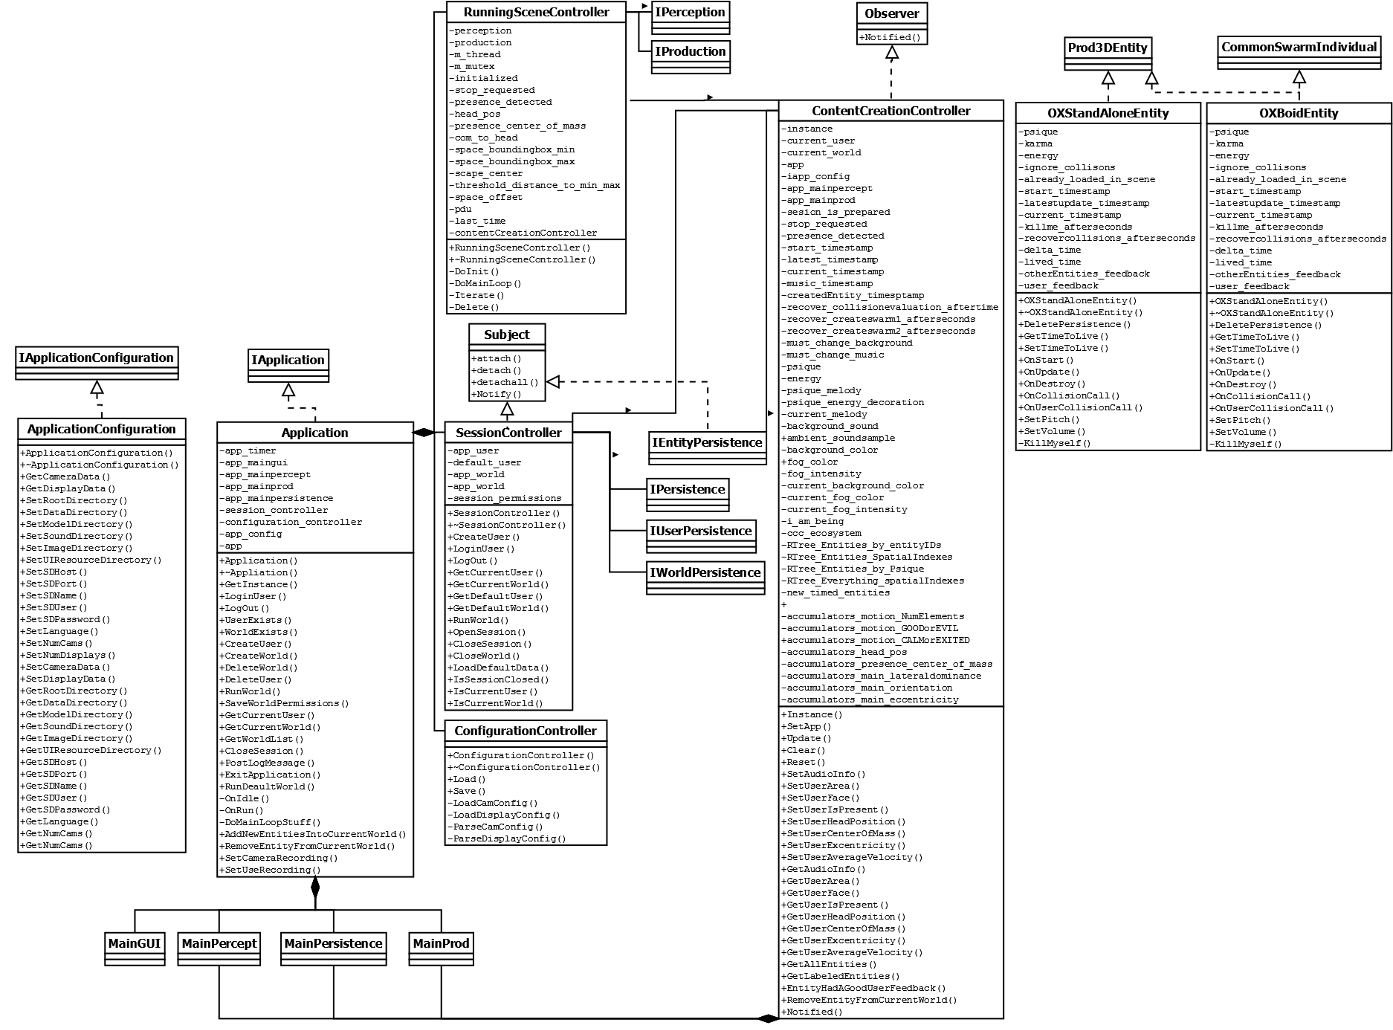 RunningSceneController
-perception
-production
-m_thread
-m_mutex
-initialized
-stop_requested
-presence_detected
-head_pos
-presence_center_of_mass
-com_to_head
-space_boundingbox_min
-space_boundingbox_max
-scape_center
-threshold_distance_to_min_max
-space_offset
-pdu
-last_time
-contentCreationController
+RunningSceneController()
+~RunningSceneController()
-DoInit()
-DoMainLoop()
-Iterate()
-Delete()
IPerception
IProduction
Observer
+Notified()
Prod3DEntity
CommonSwarmIndividual
ContentCreationController
-instance
-current_user
-current_world
-app
-iapp_config
-app_mainpercept
-app_mainprod
-sesion_is_prepared
-stop_requested
-presence_detected
-start_timestamp
-latest_timestamp
-current_timestamp
-music_timestamp
-createdEntity_timesptamp
-recover_collisionevaluation_aftertime
-recover_createswarm1_afterseconds
-recover_createswarm2_afterseconds
-must_change_background
-must_change_music
-psique
-energy
-psique_melody
-psique_energy_decoration
-current_melody
-background_sound
+ambient_soundsample
-background_color
+fog_color
-fog_intensity
-current_background_color
-current_fog_color
-current_fog_intensity
-i_am_being
-ccc_ecosystem
-RTree_Entities_by_entityIDs
-RTree_Entities_SpatialIndexes
-RTree_Entities_by_Psique
-RTree_Everything_spatialIndexes
-new_timed_entities
+
-accumulators_motion_NumElements
-accumulators_motion_GOODorEVIL
+accumulators_motion_CALMorEXITED
-accumulators_head_pos
-accumulators_presence_center_of_mass
-accumulators_main_lateraldominance
-accumulators_main_orientation
-accumulators_main_eccentricity
+Instance()
+SetApp()
+Update()
+Clear()
+Reset()
+SetAudioInfo()
+SetUserArea()
+SetUserFace()
+SetUserIsPresent()
+SetUserHeadPosition()
+SetUserCenterOfMass()
+SetUserExcentricity()
+SetUserAverageVelocity()
+GetAudioInfo()
+GetUserArea()
+GetUserFace()
+GetUserIsPresent()
+GetUserHeadPosition()
+GetUserCenterOfMass()
+GetUserExcentricity()
+GetUserAverageVelocity()
+GetAllEntities()
+GetLabeledEntities()
+EntityHadAGoodUserFeedback()
+RemoveEntityFromCurrentWorld()
+Notified()
OXStandAloneEntity
-psique
-karma
-energy
-ignore_collisons
-already_loaded_in_scene
-start_timestamp
-latestupdate_timestamp
-current_timestamp
-killme_afterseconds
-recovercollisions_afterseconds
-delta_time
-lived_time
-otherEntities_feedback
-user_feedback
+OXStandAloneEntity()
+~OXStandAloneEntity()
+DeletePersistence()
+GetTimeToLive()
+SetTimeToLive()
+OnStart()
+OnUpdate()
+OnDestroy()
+OnCollisionCall()
+OnUserCollisionCall()
+SetPitch()
+SetVolume()
-KillMyself()
OXBoidEntity
-psique
-karma
-energy
-ignore_collisons
-already_loaded_in_scene
-start_timestamp
-latestupdate_timestamp
-current_timestamp
-killme_afterseconds
-recovercollisions_afterseconds
-delta_time
-lived_time
-otherEntities_feedback
-user_feedback
+OXStandAloneEntity()
+~OXStandAloneEntity()
+DeletePersistence()
+GetTimeToLive()
+SetTimeToLive()
+OnStart()
+OnUpdate()
+OnDestroy()
+OnCollisionCall()
+OnUserCollisionCall()
+SetPitch()
+SetVolume()
-KillMyself()
IApplicationConfiguration
IApplication
Subject
+attach()
+detach()
+detachall()
+Notify()
ApplicationConfiguration
+ApplicationConfiguration()
+~ApplicationConfiguration()
+GetCameraData()
+GetDisplayData()
+SetRootDirectory()
+SetDataDirectory()
+SetModelDirectory()
+SetSoundDirectory()
+SetImageDirectory()
+SetUIResourceDirectory()
+SetSDHost()
+SetSDPort()
+SetSDName()
+SetSDUser()
+SetSDPassword()
+SetLanguage()
+SetNumCams()
+SetNumDisplays()
+SetCameraData()
+SetDisplayData()
+GetRootDirectory()
+GetDataDirectory()
+GetModelDirectory()
+GetSoundDirectory()
+GetImageDirectory()
+GetUIResourceDirectory()
+GetSDHost()
+GetSDPort()
+GetSDName()
+GetSDUser()
+GetSDPassword()
+GetLanguage()
+GetNumCams()
+GetNumCams()
Application
-app_timer
-app_maingui
-app_mainpercept
-app_mainprod
-app_mainpersistence
-session_controller
-configuration_controller
-app_config
-app
+Application()
+~Appliation()
+GetInstance()
+LoginUser()
+LogOut()
+UserExists()
+WorldExists()
+CreateUser()
+CreateWorld()
+DeleteWorld()
+DeleteUser()
+RunWorld()
+SaveWorldPermissions()
+GetCurrentUser()
+GetCurrentWorld()
+GetWorldList()
+CloseSession()
+PostLogMessage()
+ExitApplication()
+RunDeaultWorld()
-OnIdle()
-OnRun()
-DoMainLoopStuff()
+AddNewEntitiesIntoCurrentWorld()
+RemoveEntityFromCurrentWorld()
+SetCameraRecording()
+SetUseRecording()
SessionController
-app_user
-default_user
-app_world
-app_world
-session_permissions
+SessionController()
+~SessionController()
+CreateUser()
+LoginUser()
+LogOut()
+GetCurrentUser()
+GetCurrentWorld()
+GetDefaultUser()
+GetDefaultWorld()
+RunWorld()
+OpenSession()
+CloseSession()
+CloseWorld()
+LoadDefaultData()
+IsSessionClosed()
+IsCurrentUser()
+IsCurrentWorld()
IEntityPersistence
IPersistence
IUserPersistence
IWorldPersistence
ConfigurationController
+ConfigurationController()
+~ConfigurationController()
+Load()
+Save()
-LoadCamConfig()
-LoadDisplayConfig()
-ParseCamConfig()
-ParseDisplayConfig()
MainGUI
MainPercept
MainPersistence
MainProd